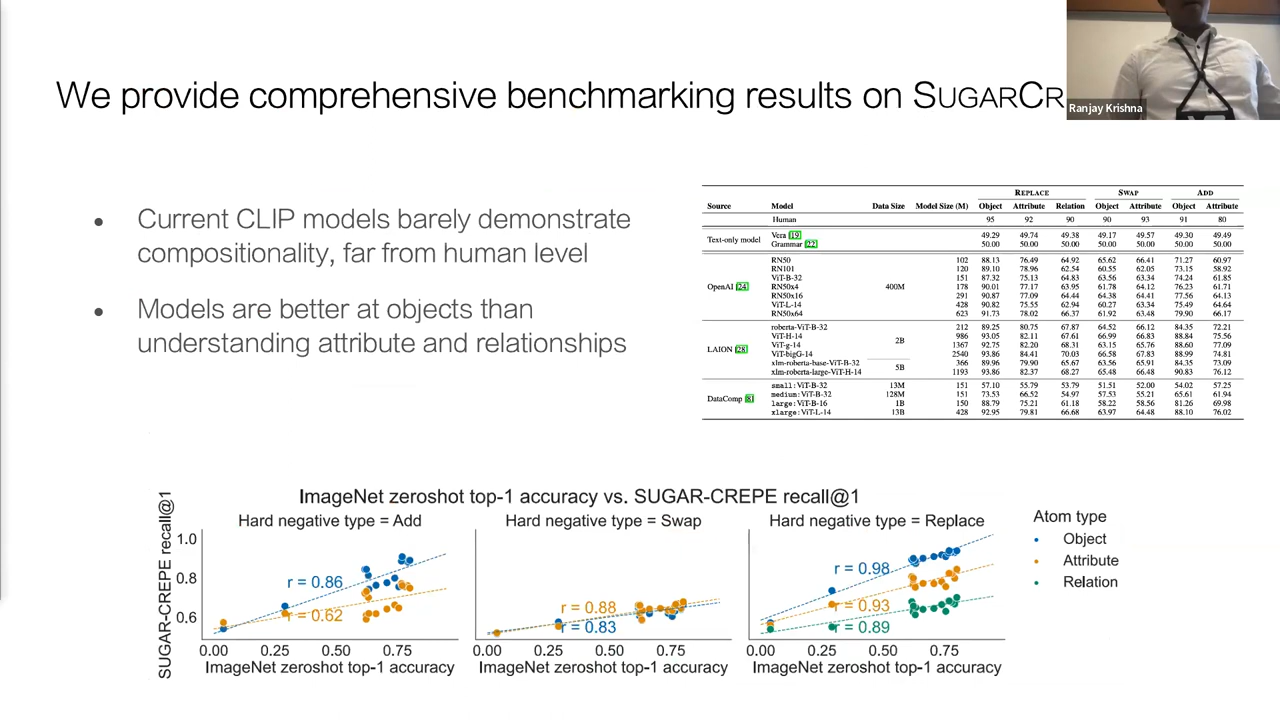 We provide comprehensive benchmarking results on SUGARCR
Ranjay Krishna
• Current CLIP models barely demonstrate
compositionality, far from human level
• Models are better at objects than
understanding attribute and relationships
REPLACE SWAP ADD
Source Model Data Size Model Size (M) Object Attribute Relation Object Attribute Object Attribute
Human 95 92 90 90 93 91 80
Text-only model
Vera [19] 49.29 49.74 49.38 49.17 49.57 49.30 49.49
Grammar [22] 50.00 50.00 50.00 50.00 50.00 50.00 50.00
OpenAI [24] 400M
RN50 102 88.13 76.49 64.92 65.62 66.41 71.27 60.97
RN101 120 89.10 78.96 62.54 60.55 62.05 73.15 58.92
ViT-B-32 151 87.32 75.13 64.83 63.56 63.34 74.24 61.85
RN50x4 178 90.01 77.17 63.95 61.78 64.12 76.23 61.71
RN50x16 291 90.87 77.09 64.44 64.38 64.41 77.56 64.13
ViT-L-14 428 90.82 75.55 62.94 60.27 63.34 75.49 64.64
RN50x64 623 91.73 78.02 66.37 61.92 63.48 79.90 66.17
LAION [28] 2B 5B
roberta-ViT-B-32 212 89.25 80.75 67.87 64.52 66.12 84.35 72.21
ViT-H-14 986 93.05 82.11 67.61 66.99 66.83 88.84 75.56
ViT-g-14 1367 92.75 82.20 68.31 63.15 65.76 88.60 77.09
ViT-bigG-14 2540 93.86 84.41 70.03 66.58 67.83 88.99 74.81
xlm-roberta-base-ViT-B-32 366 89.96 79.90 65.67 63.56 65.91 84.35 73.09
xlm-roberta-large-ViT-H-14 1193 93.86 82.37 68.27 65.48 66.48 90.83 76.12
DataComp [8]
small:ViT-B-32 13M 151 57.10 55.79 53.79 51.51 52.00 54.02 57.25
medium:ViT-B-32 128M 151 73.53 66.52 54.97 57.53 55.21 65.61 61.94
large:ViT-B-16 1B 150 88.79 75.21 61.18 58.22 58.56 81.26 69.98
xlarge:ViT-L-14 13B 428 92.95 79.81 66.68 63.97 64.48 88.10 76.02
ImageNet zeroshot top-1 accuracy vs. SUGAR-CREPE recall@1
Hard negative type = Add Hard negative type = Swap Hard negative type = Replace
SUGAR-CREPE recall@1
1.0
0.8
0.6
r = 0.86
r = 0.62
r = 0.88
r = 0.83
r = 0.98
r = 0.93
r = 0.89
0.00 0.25 0.50 0.75 0.00 0.25 0.50 0.75 0.00 0.25 0.50 0.75
ImageNet zeroshot top-1 accuracy ImageNet zeroshot top-1 accuracy ImageNet zeroshot top-1 accuracy
Atom type
Object
Attribute
Relation